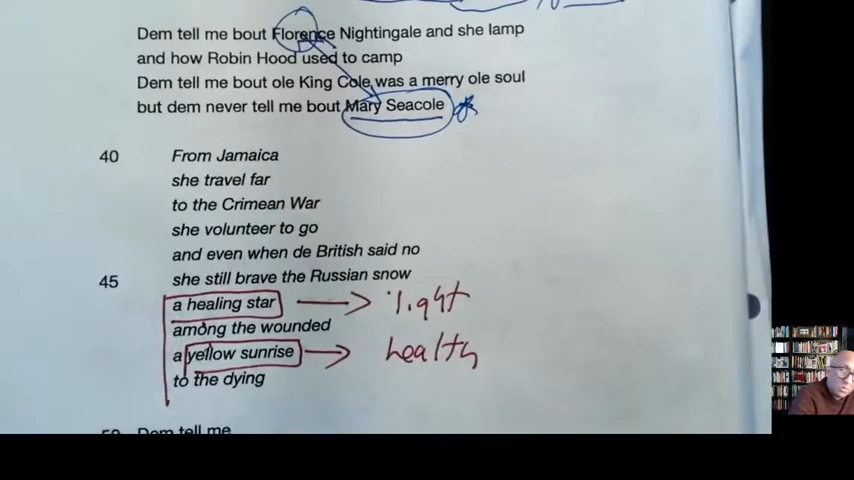 Dem tell me bout Florence Nightingale and she lamp
and how Robin Hood used to camp
Dem tell me bout ole King Cole was a merry ole soul
but dem never tell me bout Mary Seacole
40 From Jamaica
she travel far
to the Crimean War
she volunteer to go
and even when de British said no
45 she still brave the Russian snow
a healing star → light
among the wounded
a yellow sunrise → health
to the dying
Dem tell me